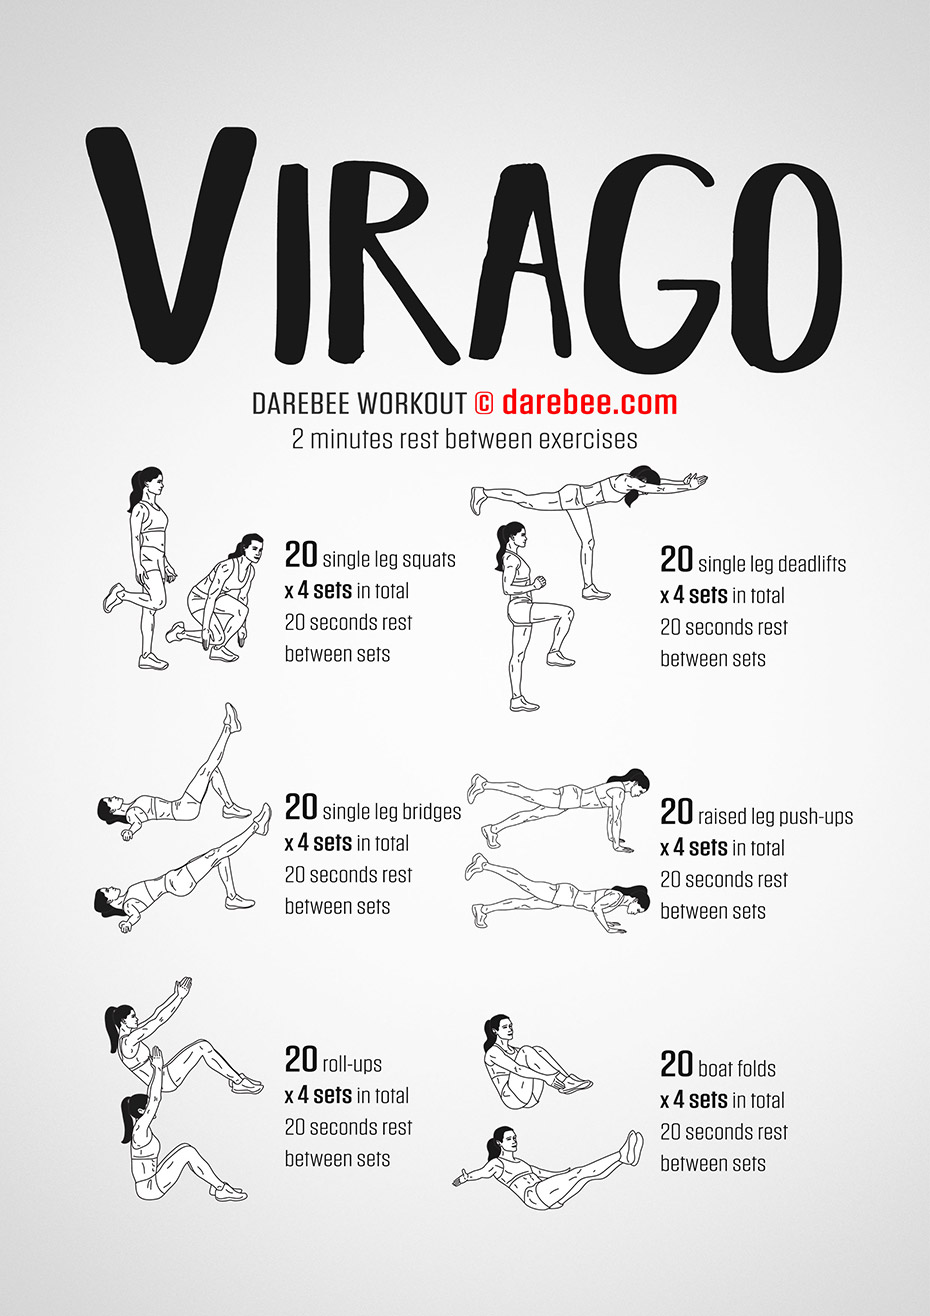 VIRAGO
DAREBEE WORKOUT © darebee.com
2 minutes rest between exercises
20 single leg squats
x 4 sets in total
20 seconds rest
between sets
20 single leg deadlifts
x 4 sets in total
20 seconds rest
between sets
20 single leg bridges
x 4 sets in total
20 seconds rest
between sets
20 raised leg push-ups
x 4 sets in total
20 seconds rest
between sets
20 roll-ups
x 4 sets in total
20 seconds rest
between sets
20 boat folds
x 4 sets in total
20 seconds rest
between sets